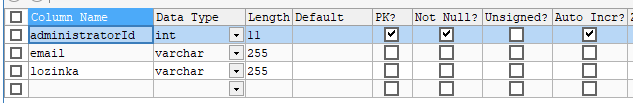 Column Name Data Type Length Default PK? Not Null? Unsigned? Auto Incr?
administratorId int 11
email varchar 255
lozinka varchar 255